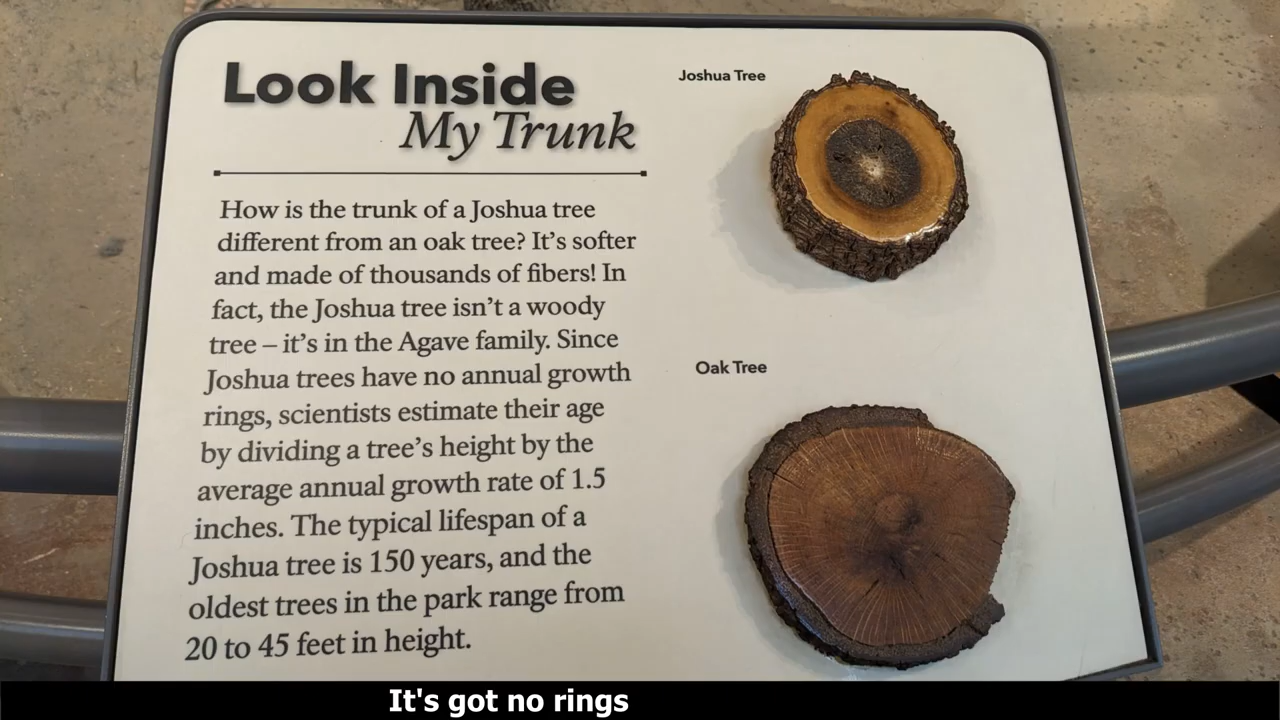 Look Inside
My Trunk
How is the trunk of a Joshua tree
different from an oak tree? It's softer
and made of thousands of fibers! In
fact, the Joshua tree isn't a woody
tree – it's in the Agave family. Since
Joshua trees have no annual growth
rings, scientists estimate their age
by dividing a tree's height by the
average annual growth rate of 1.5
inches. The typical lifespan of a
Joshua tree is 150 years, and the
oldest trees in the park range from
20 to 45 feet in height.
Joshua Tree
Oak Tree
It's got no rings